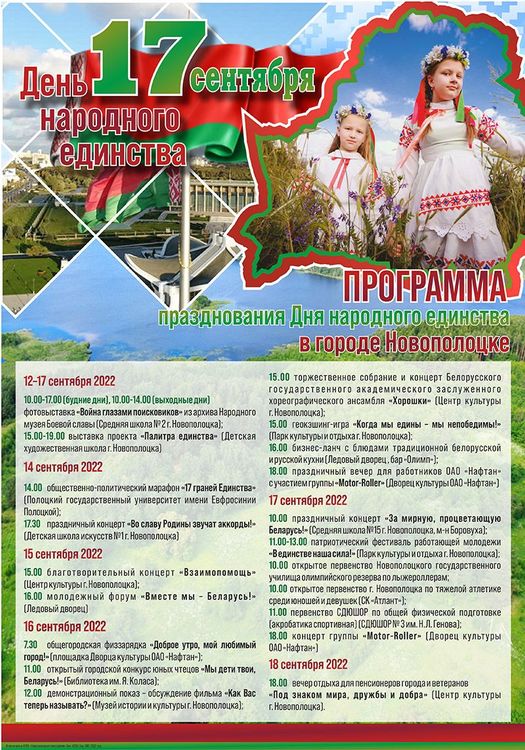 День 17 сентября
народного
единства
ПРОГРАММА
празднования Дня народного единства
в городе Новополоцке
12-17 сентября 2022
10.00-17.00 (будние дни), 10.00-14.00 (выходные дни)
фотовыставка «Война глазами поисковиков» из архива Народного
музея Боевой славы (Средняя школа №2 г. Новополоцка);
15.00-19.00 выставка проекта «Палитра единства» (Детская
художественная школа г. Новополоцка)
14 сентября 2022
14.00 общественно-политический марафон «17 граней Единства»
(Полоцкий государственный университет имени Евфросинии
Полоцкой);
17.30 праздничный концерт «Во славу Родины звучат аккорды!»
(Детская школа искусств №1 г. Новополоцка)
15 сентября 2022
15.00 благотворительный концерт «Взаимопомощь»
(Центр культуры г. Новополоцка);
16.00 молодежный форум «Вместе мы – Беларусь!»
(Ледовый дворец)
16 сентября 2022
7.30 общегородская физзарядка «Доброе утро, мой любимый
город!» (площадка Дворца культуры ОАО «Нафтан»);
11.00 открытый городской конкурс юных чтецов «Мы дети твои,
Беларусь!» (Библиотека им. Я. Коласа);
12.00 демонстрационный показ - обсуждение фильма «Как Вас
теперь называть?» (Музей истории и культуры г. Новополоцка);
15.00 торжественное собрание и концерт Белорусского
государственного академического заслуженного
хореографического ансамбля «Хорошки» (Центр культуры
г. Новополоцка);
15.00 геокэшинг-игра «Когда мы едины – мы непобедимы!»
(Парк культуры и отдыха г. Новополоцка);
16.00 бизнес-ланч с блюдами традиционной белорусской
и русской кухни (Ледовый дворец, бар «Олимп»);
18.00 праздничный вечер для работников ОАО «Нафтан»
с участием группы «Motor-Roller» (Дворец культуры ОАО «Нафтан»)
17 сентября 2022
10.00 праздничный концерт «За мирную, процветающую
Беларусь!» (Средняя школа №15 г. Новополоцка, м-н Боровуха);
11.00-13.00 патриотический фестиваль работающей молодежи
«В единстве наша сила!» (Парк культуры и отдыха г. Новополоцка);
10.00 открытое первенство Новополоцкого государственного
училища олимпийского резерва по лыжероллерам;
10.00 открытое первенство г. Новополоцка по тяжелой атлетике
среди юношей и девушек (СК «Атлант»);
11.00 первенство СДЮШОР по общей физической подготовке
(акробатика спортивная) (СДЮШОР №3 им. Н.Л. Генова);
18.00 концерт группы «Motor-Roller» (Дворец культуры
ОАО «Нафтан»)
18 сентября 2022
18.00 вечер отдыха для пенсионеров города и ветеранов
«Под знаком мира, дружбы и добра» (Центр культуры
г. Новополоцка).